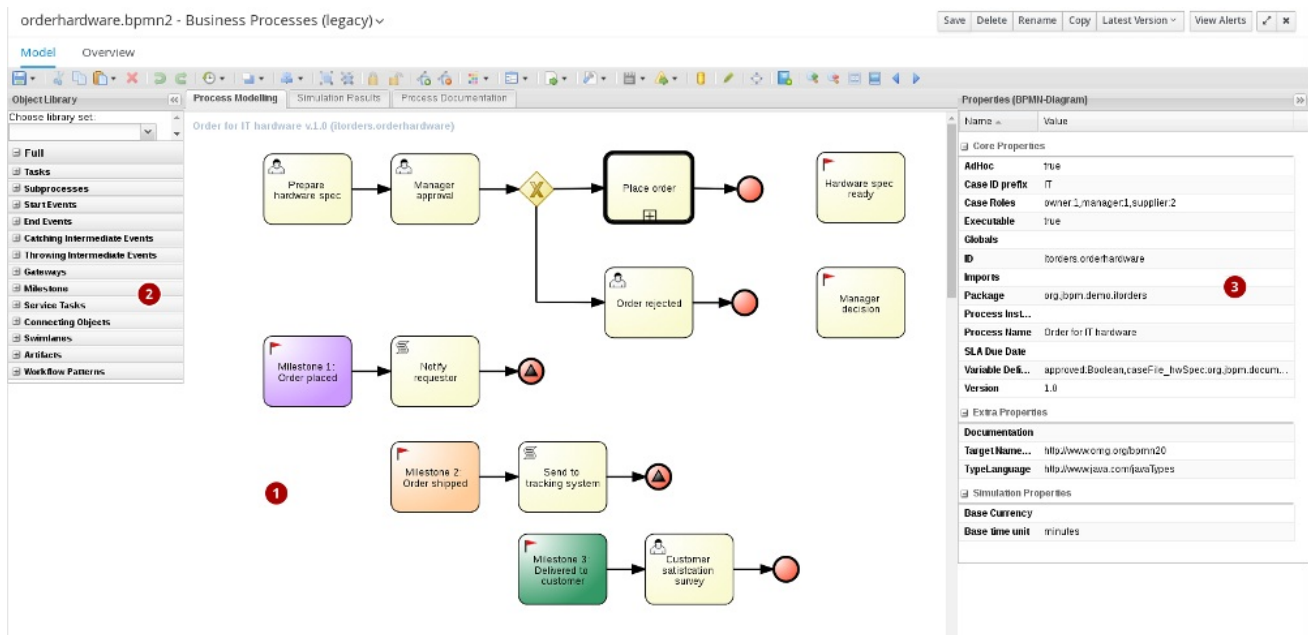 orderhardware.bpmn2 - Business Processes (legacy)
Save Delete Rename Copy Latest Version View Alerts
Model Overview
Object Library
Process Modelling Simulation Results Process Documentation
Properties (BPMN-Diagram)
Choose library set:
Name Value
Order for IT hardware v.1.0 (itorders.orderhardware)
Full
Tasks
Subprocesses
Start Events
End Events
Catching Intermediate Events
Throwing Intermediate Events
Gateways
Milestone
Service Tasks
Connecting Objects
Swimlanes
Artifacts
Workflow Patterns
2
Prepare
hardware spec
Manager
approval
X
Place order
Hardware spec
ready
Order rejected
Manager
decision
Milestone 1:
Order placed
Notify
requestor
Milestone 2:
Order shipped
Send to
tracking system
1
Milestone 3:
Delivered to
customer
Customer
satisfcation
survey
Core Properties
AdHoc true
Case ID prefix IT
Case Roles owner:1,manager:1,supplier:2
Executable true
Globals
ID itorders.orderhardware
Imports
3
Package org.jbpm.demo.itorders
Process Inst...
Process Name Order for IT hardware
SLA Due Date
Variable Defi... approved:Boolean,caseFile_hwSpec:org.jbpm.docum...
Version 1.0
Extra Properties
Documentation
Target Name... http://www.omg.org/bpmn20
TypeLanguage http://www.java.com/javaTypes
Simulation Properties
Base Currency
Base time unit minutes